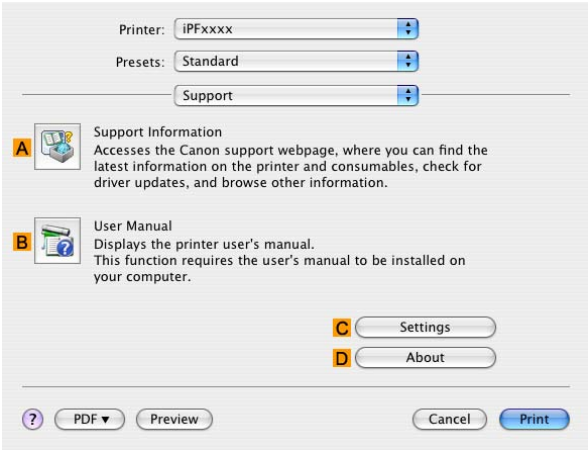 Printer: iPFxxxx
Presets: Standard
Support
A
Support Information
Accesses the Canon support webpage, where you can find the
latest information on the printer and consumables, check for
driver updates, and browse other information.
B
User Manual
Displays the printer user's manual.
This function requires the user's manual to be installed on
your computer.
C Settings
D About
? PDF ▼ Preview Cancel Print